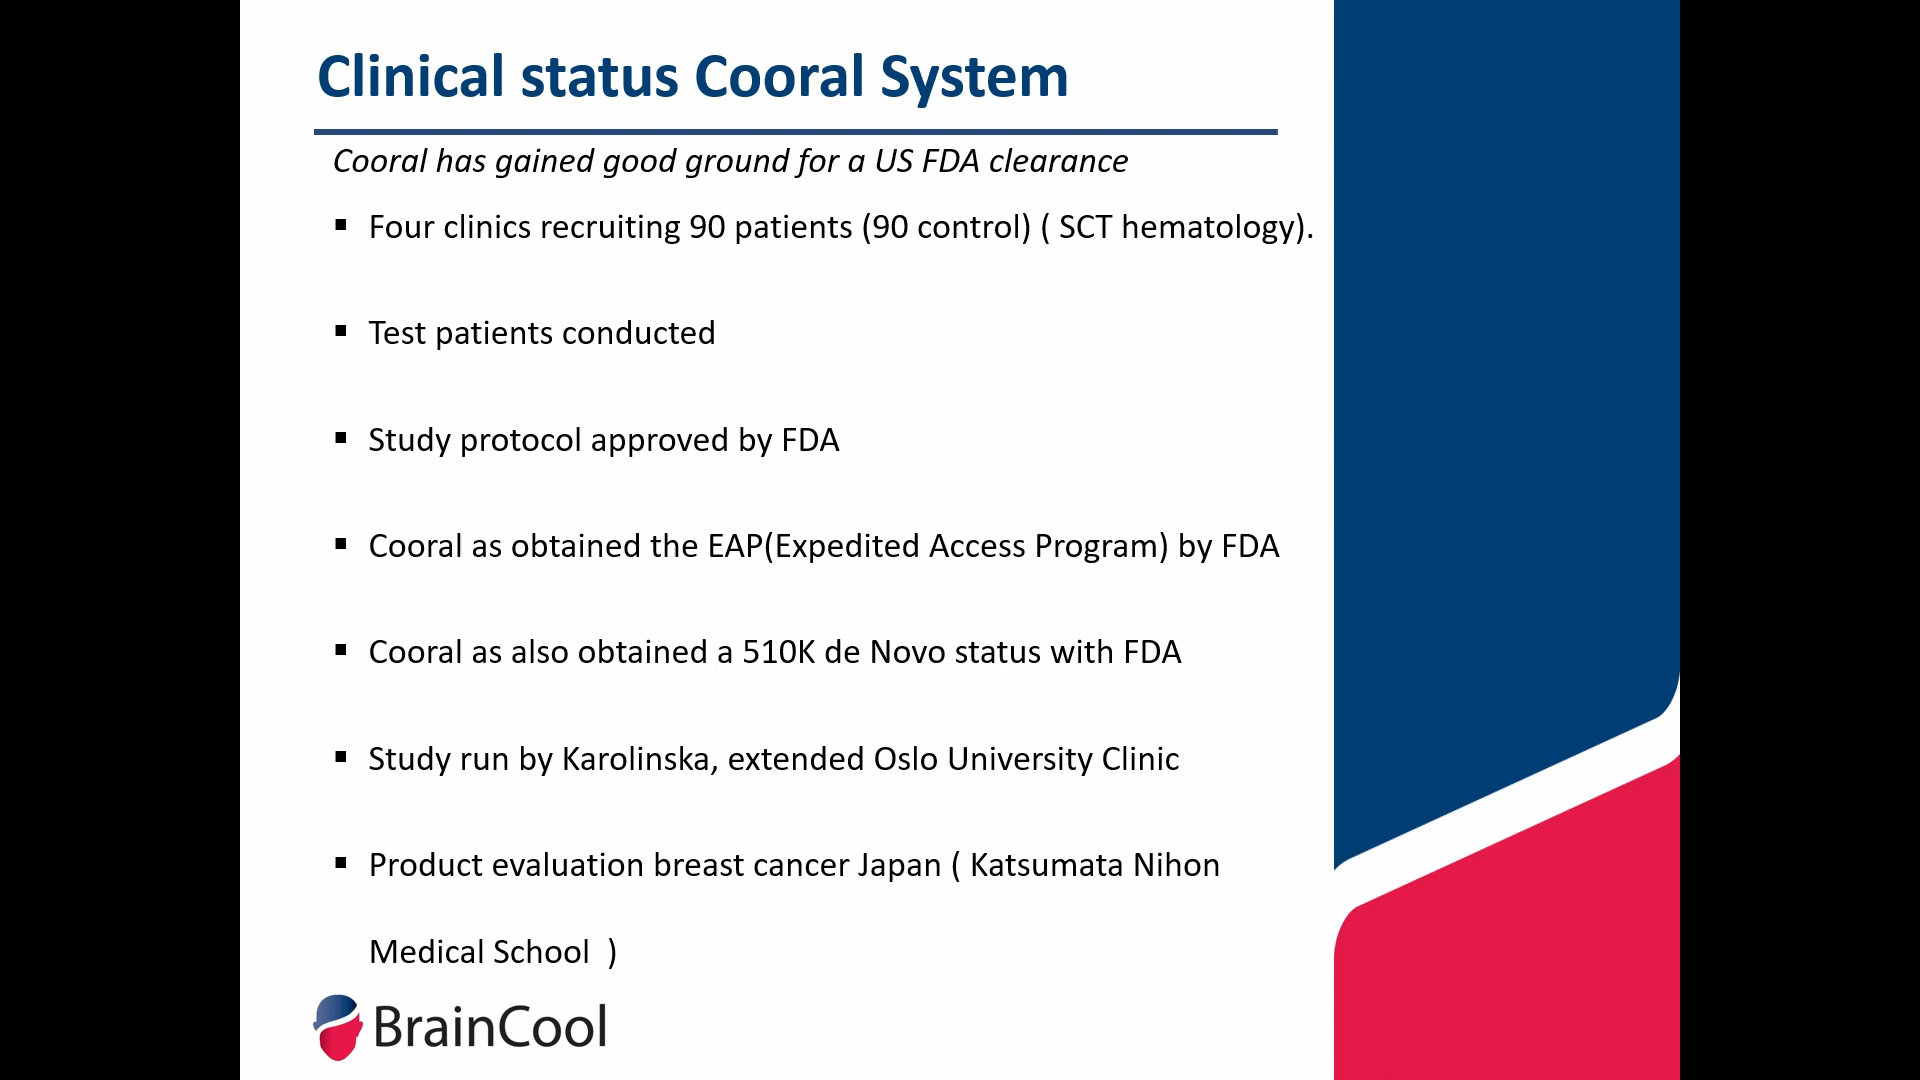 Clinical status Cooral System
Cooral has gained good ground for a US FDA clearance
▪ Four clinics recruiting 90 patients (90 control) ( SCT hematology).
▪ Test patients conducted
▪ Study protocol approved by FDA
▪ Cooral as obtained the EAP(Expedited Access Program) by FDA
▪ Cooral as also obtained a 510K de Novo status with FDA
▪ Study run by Karolinska, extended Oslo University Clinic
▪ Product evaluation breast cancer Japan ( Katsumata Nihon
Medical School  )
BrainCool